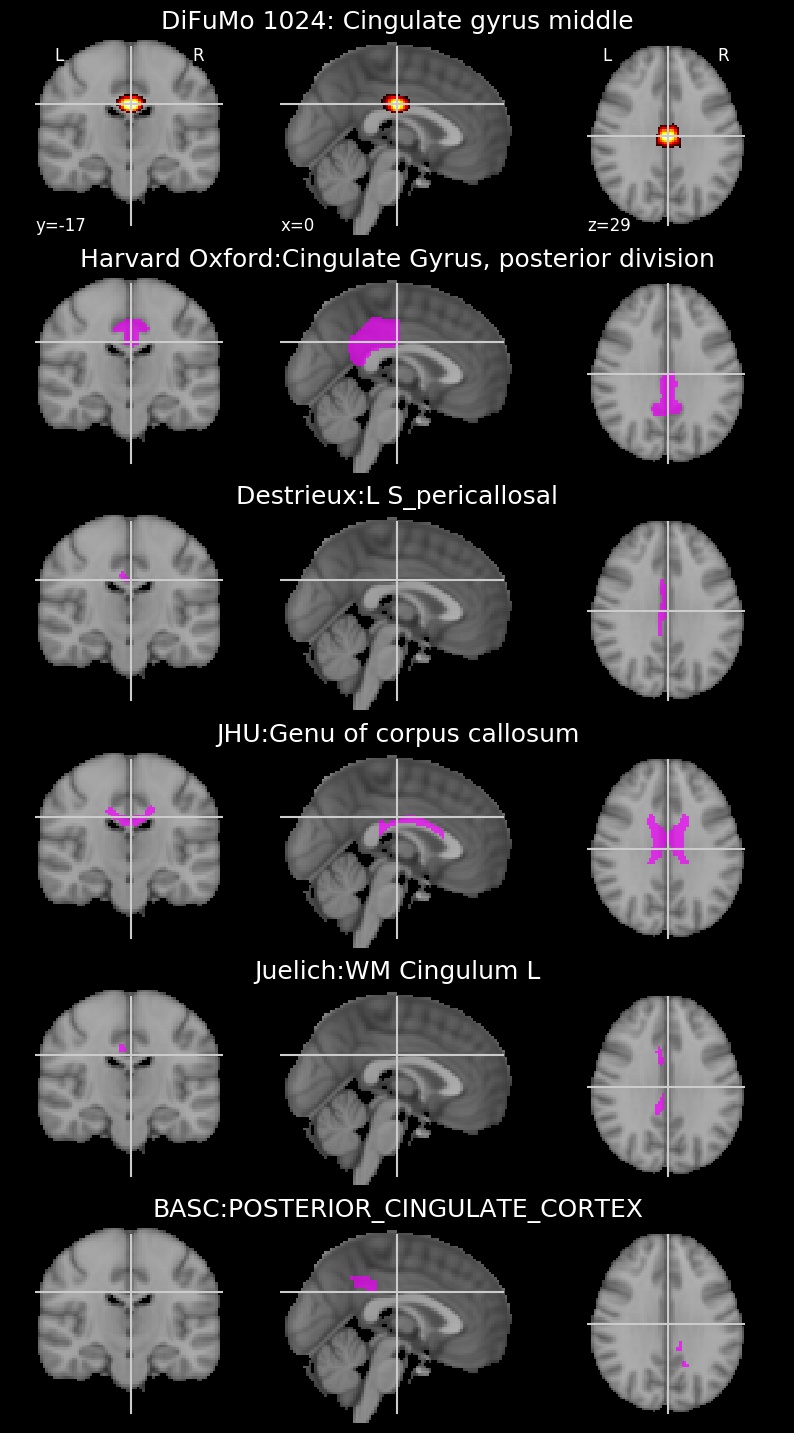 DiFuMo 1024: Cingulate gyrus middle
L R L R
y=-17 x=0 z=29
Harvard Oxford:Cingulate Gyrus, posterior division
Destrieux:L S_pericallosal
JHU:Genu of corpus callosum
Juelich:WM Cingulum L
BASC:POSTERIOR_CINGULATE_CORTEX